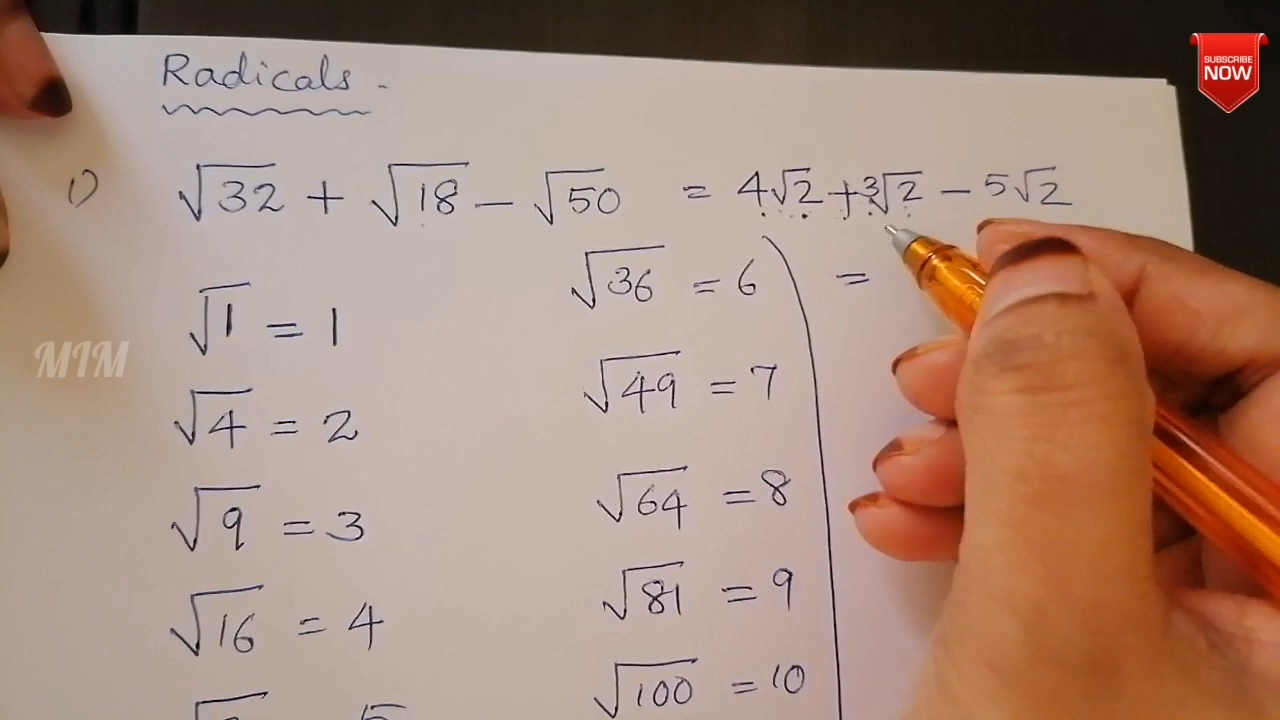 SUBSCRIBE
NOW
Radicals.
1) √32 + √18 − √50 = 4√2 + 3√2 − 5√2
=
√36 = 6
√1 = 1
√49 = 7
√4 = 2
√64 = 8
√9 = 3
√81 = 9
√16 = 4
√100 = 10
5
MIM